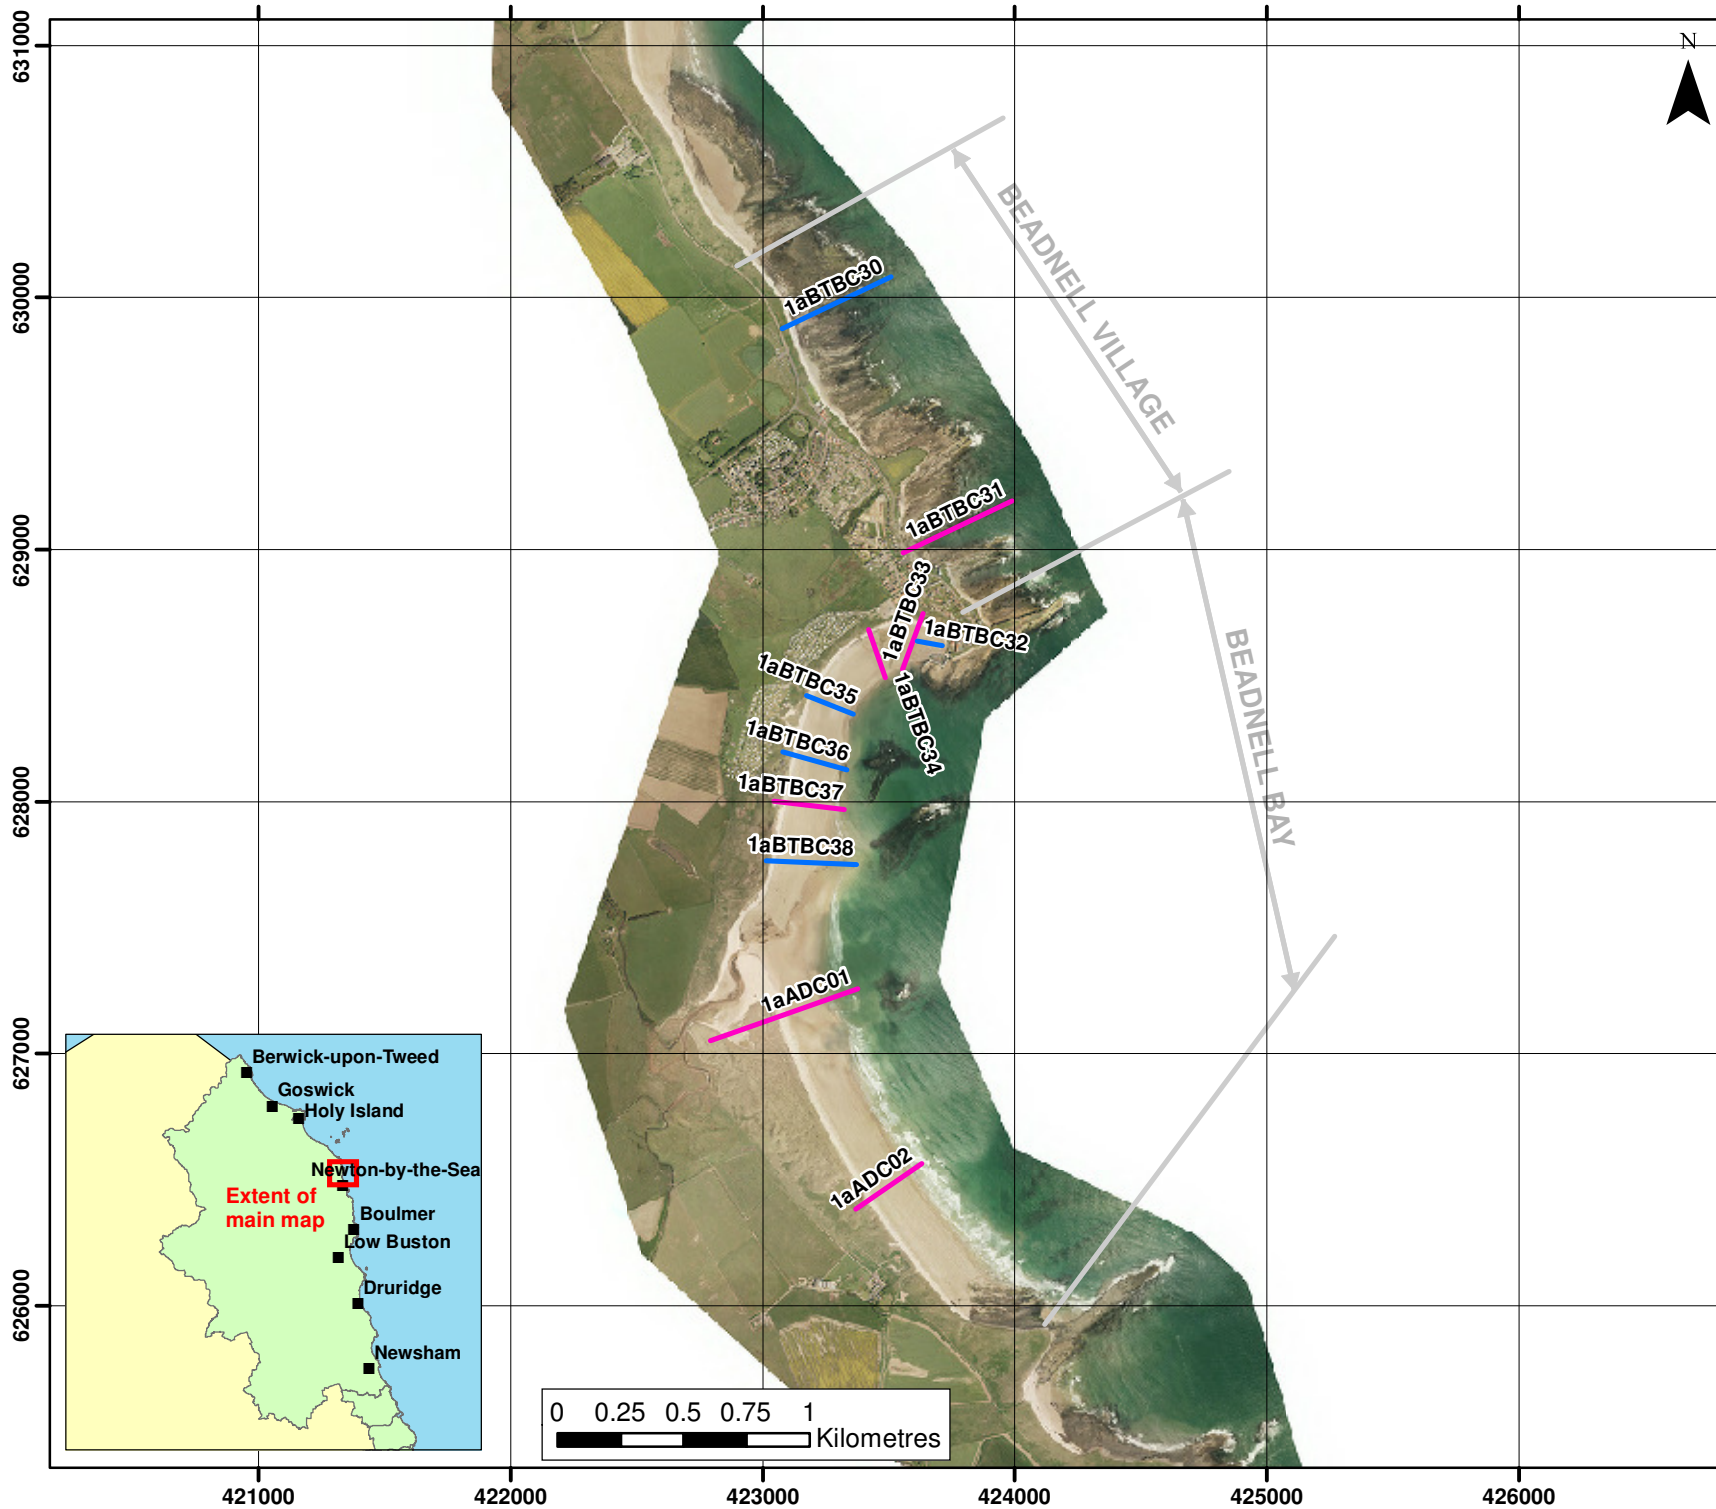 N
631000
630000
629000
628000
627000
626000
BEADNELL VILLAGE
BEADNELL BAY
1aBTBC30
1aBTBC31
1aBTBC33
1aBTBC32
1aBTBC34
1aBTBC35
1aBTBC36
1aBTBC37
1aBTBC38
1aADC01
1aADC02
Berwick-upon-Tweed
Goswick
Holy Island
Newton-by-the-Sea
Extent of
main map
Boulmer
Low Buston
Druridge
Newsham
0 0.25 0.5 0.75 1
Kilometres
421000 422000 423000 424000 425000 426000